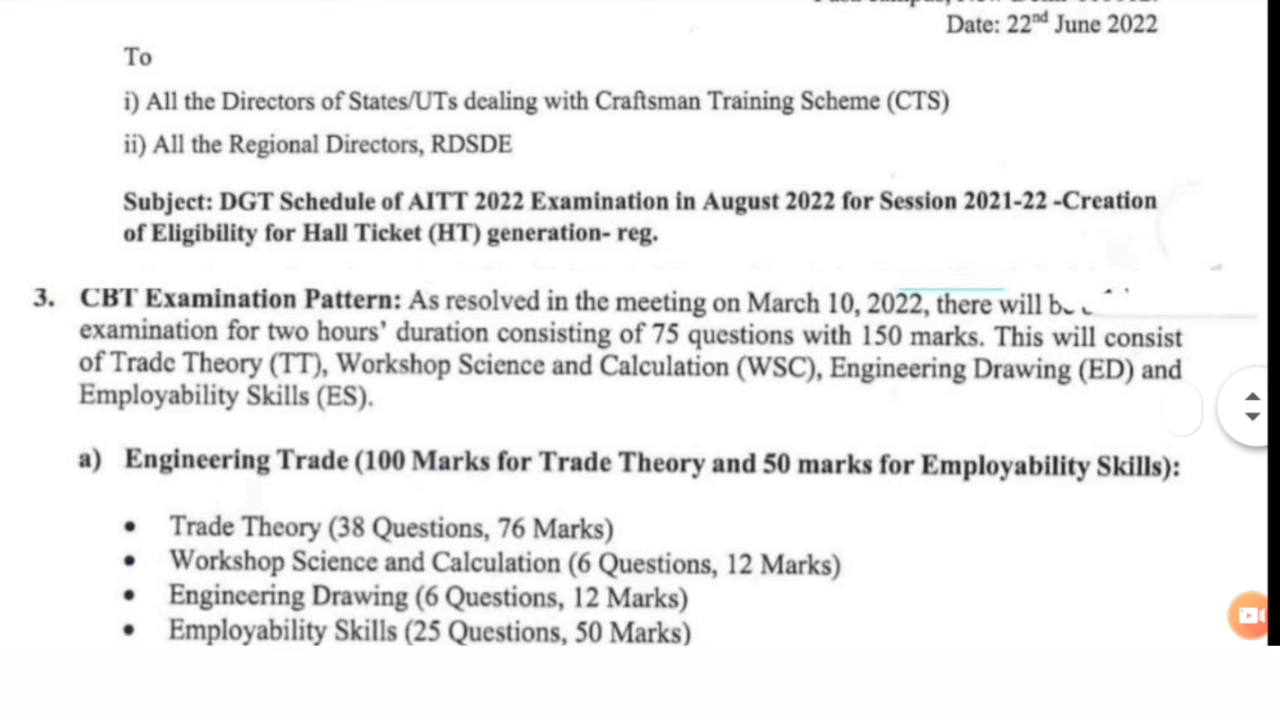 Date: 22nd June 2022
To
i) All the Directors of States/UTs dealing with Craftsman Training Scheme (CTS)
ii) All the Regional Directors, RDSDE
Subject: DGT Schedule of AITT 2022 Examination in August 2022 for Session 2021-22 -Creation
of Eligibility for Hall Ticket (HT) generation- reg.
3. CBT Examination Pattern: As resolved in the meeting on March 10, 2022, there will
examination for two hours' duration consisting of 75 questions with 150 marks. This will consist
of Trade Theory (TT), Workshop Science and Calculation (WSC), Engineering Drawing (ED) and
Employability Skills (ES).
a) Engineering Trade (100 Marks for Trade Theory and 50 marks for Employability Skills):
• Trade Theory (38 Questions, 76 Marks)
• Workshop Science and Calculation (6 Questions, 12 Marks)
• Engineering Drawing (6 Questions, 12 Marks)
• Employability Skills (25 Questions, 50 Marks)